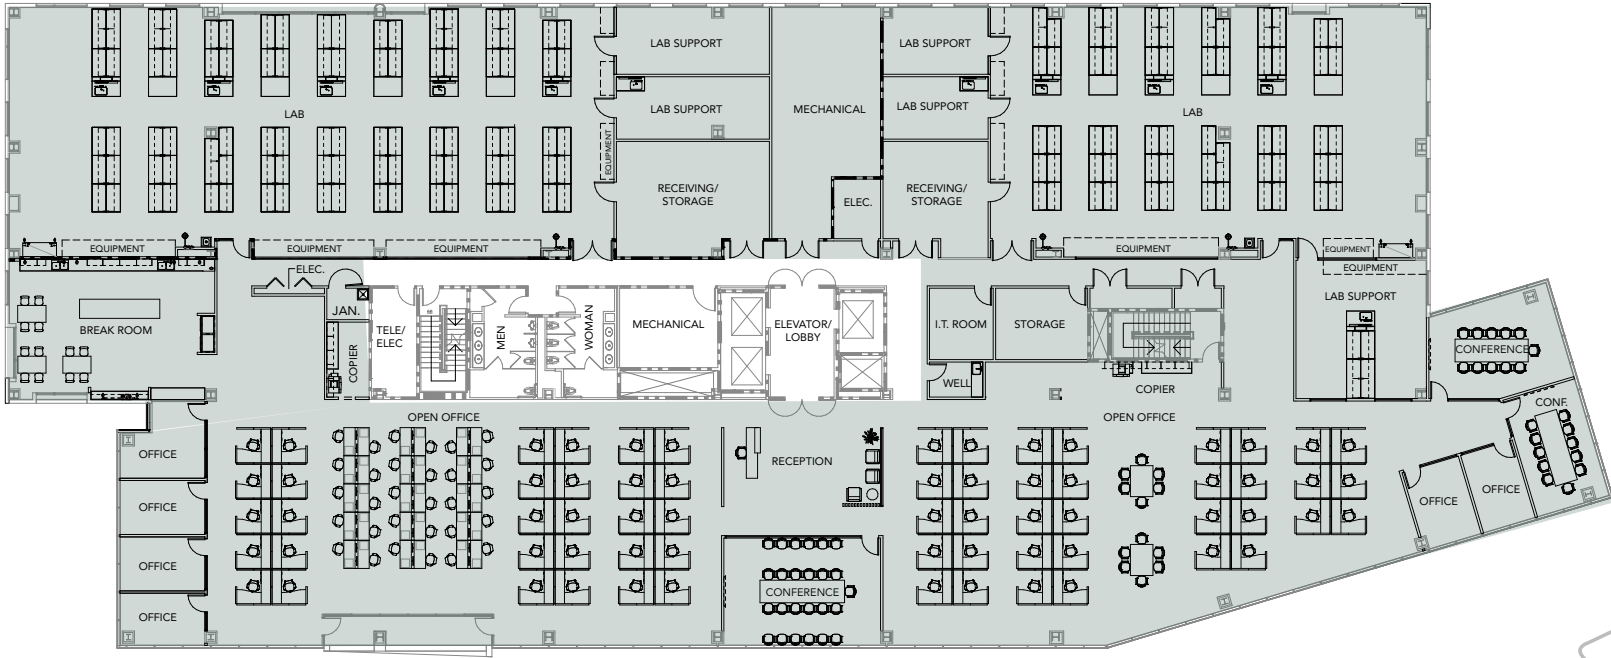 LAB SUPPORT
LAB SUPPORT
LAB SUPPORT
LAB SUPPORT
MECHANICAL
LAB
LAB
EQUIPMENT
RECEIVING/
STORAGE
RECEIVING/
STORAGE
ELEC.
EQUIPMENT
EQUIPMENT
EQUIPMENT
EQUIPMENT
EQUIPMENT
EQUIPMENT
ELEC.
LAB SUPPORT
JAN.
BREAK ROOM
TELE/
ELEC
MEN
WOMAN
MECHANICAL
ELEVATOR/
LOBBY
I.T. ROOM
STORAGE
COPIER
WELL
COPIER
CONFERENCE
CONF.
OPEN OFFICE
OPEN OFFICE
OFFICE
RECEPTION
OFFICE
OFFICE
OFFICE
OFFICE
CONFERENCE
OFFICE